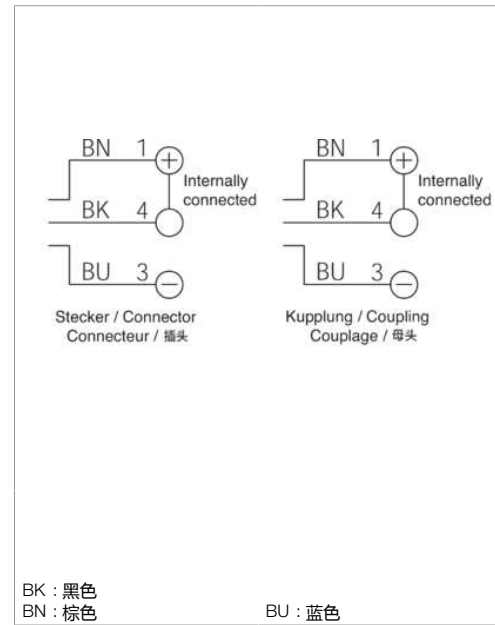 BN 1 +
Internally
connected
BK 4
BU 3 −
Stecker / Connector
Connecteur / 插头
BN 1 +
Internally
connected
BK 4
BU 3 −
Kupplung / Coupling
Couplage / 母头
BK : 黑色
BN : 棕色
BU : 蓝色